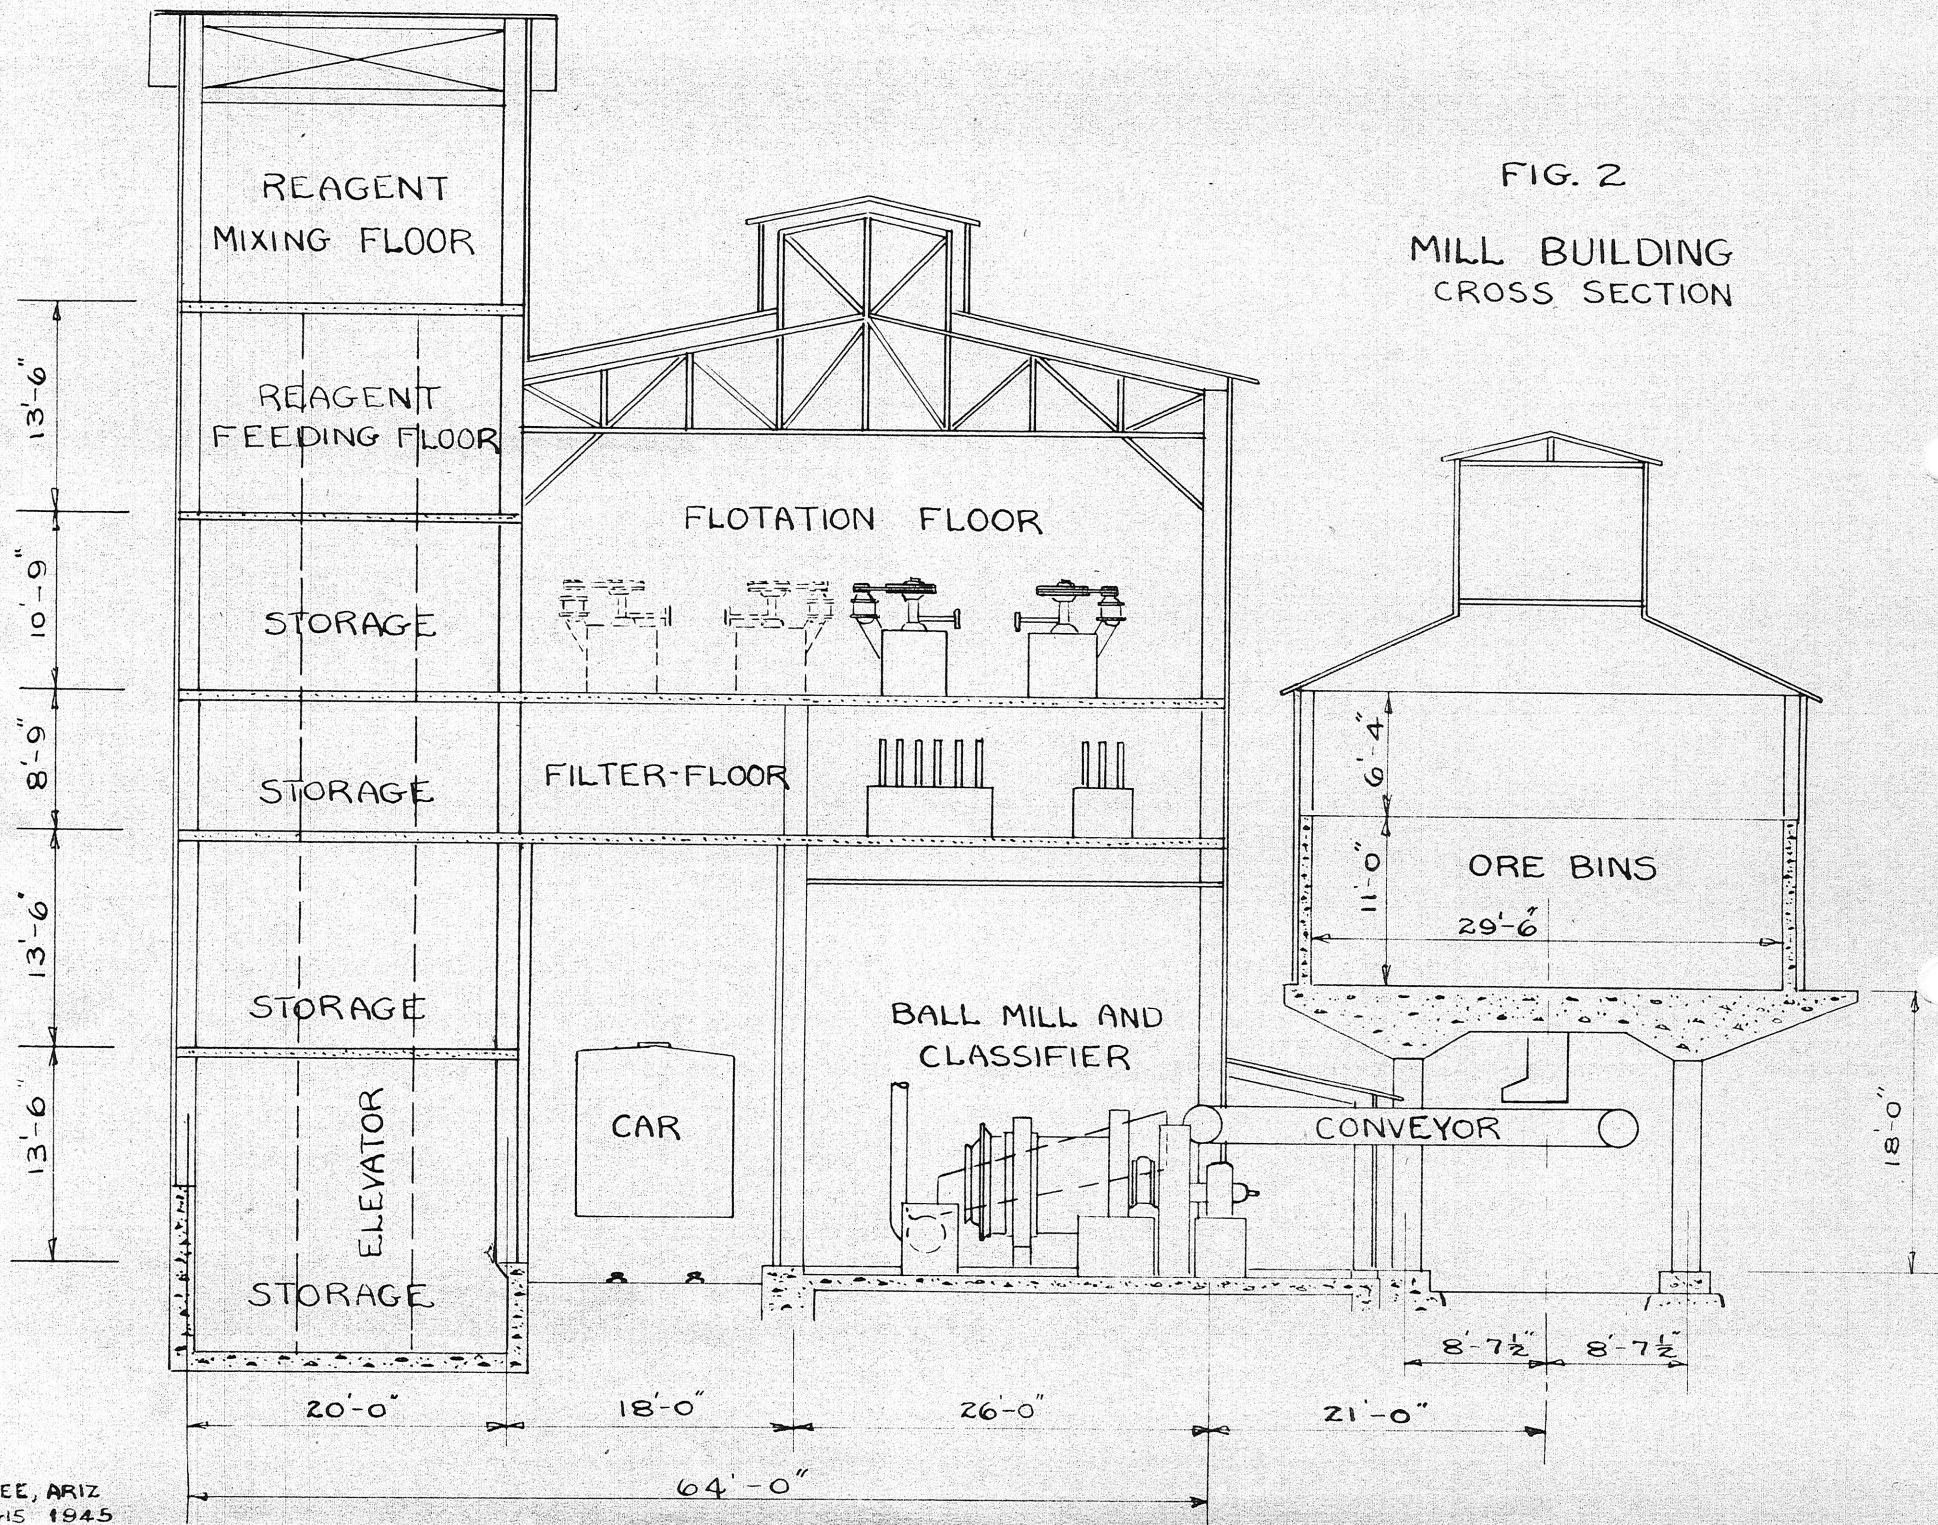 FIG. 2
MILL BUILDING
CROSS SECTION
REAGENT
MIXING FLOOR
13'-6"
REAGENT
FEEDING FLOOR
FLOTATION FLOOR
10'-9"
STORAGE
8'-9"
STORAGE
FILTER-FLOOR
6'-4"
11'-0"
ORE BINS
29'-6"
13'-6"
STORAGE
BALL MILL AND
CLASSIFIER
13'-6"
ELEVATOR
CAR
CONVEYOR
18'-0"
STORAGE
8'-7½"
8'-7½"
20'-0"
18'-0"
26'-0"
21'-0"
64'-0"
EE, ARIZ
15 1945